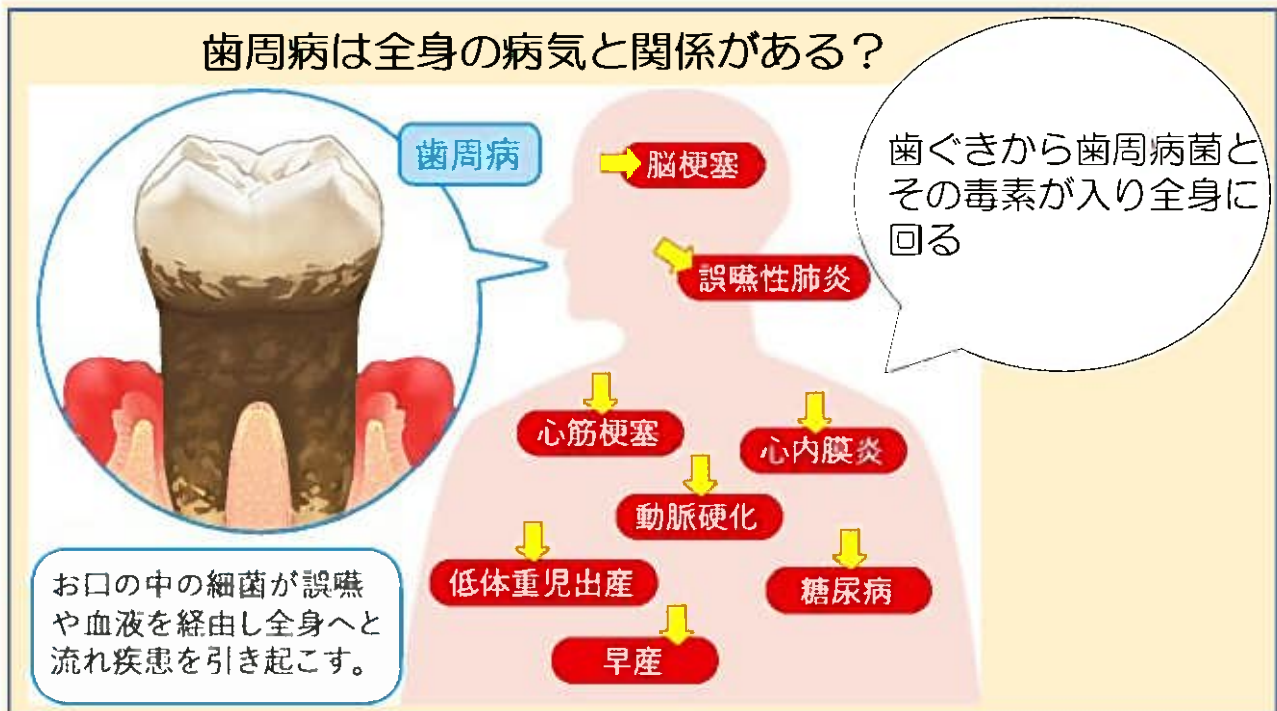 歯周病は全身の病気と関係がある？
歯周病
脳梗塞
歯ぐきから歯周病菌と
その毒素が入り全身に
回る
誤嚥性肺炎
心筋梗塞
心内膜炎
動脈硬化
低体重児出産
糖尿病
早産
お口の中の細菌が誤嚥
や血液を経由し全身へと
流れ疾患を引き起こす。